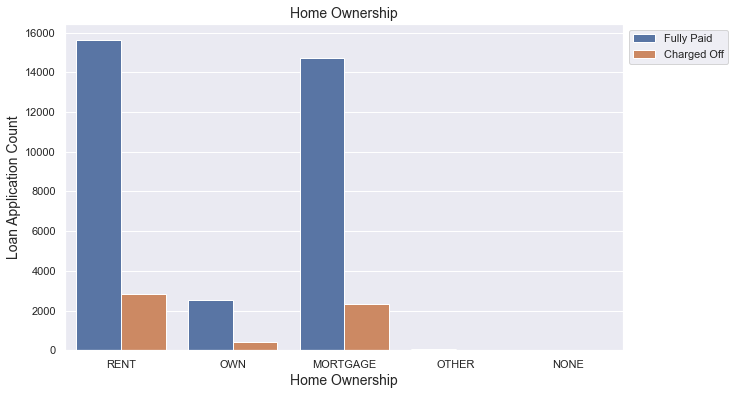 Home Ownership
Fully Paid
Charged Off
Loan Application Count
16000
14000
12000
10000
8000
6000
4000
2000
0
RENT OWN MORTGAGE OTHER NONE
Home Ownership